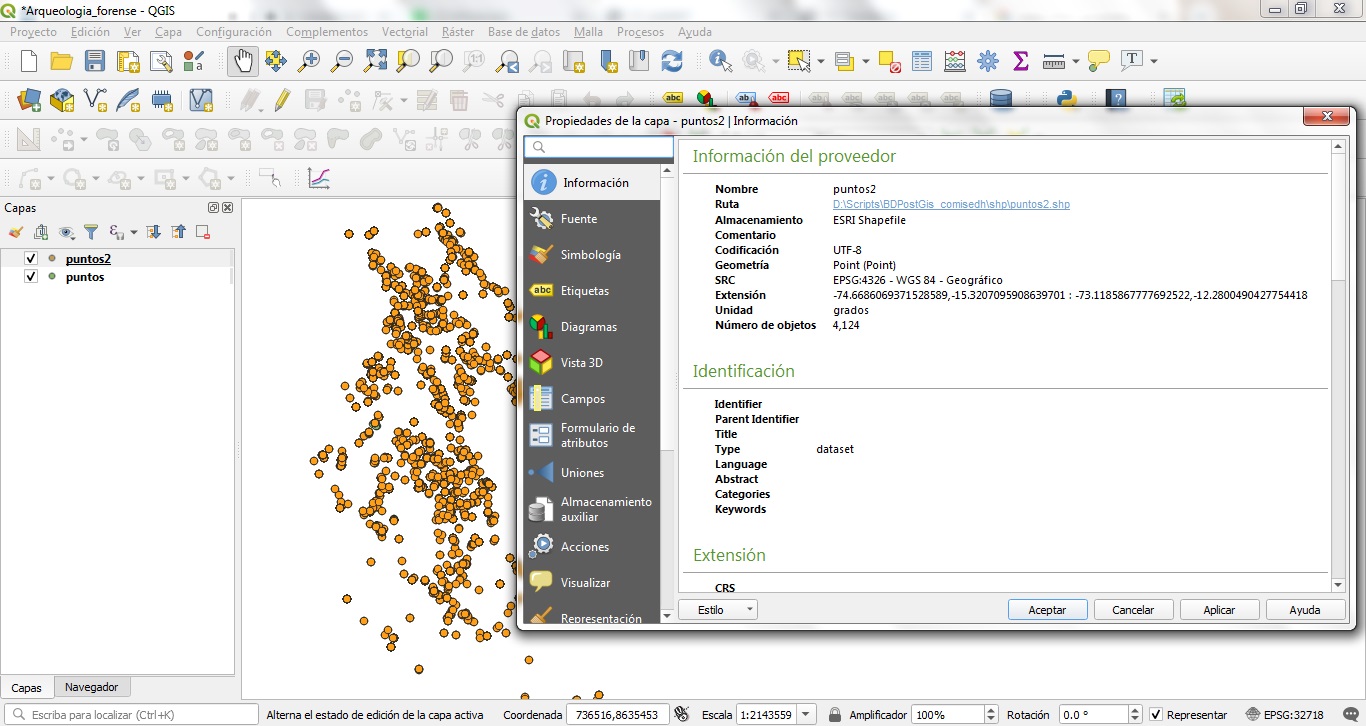 *Arqueologia_forense - QGIS
Proyecto Edición Ver Capa Configuración Complementos Vectorial Ráster Base de datos Malla Procesos Ayuda
Capas
puntos2
puntos
Propiedades de la capa - puntos2 | Información
Información
Fuente
Simbología
abc Etiquetas
Diagramas
Vista 3D
Campos
Formulario de
atributos
Uniones
Almacenamiento
auxiliar
Acciones
Visualizar
Representación
Información del proveedor
Nombre puntos2
Ruta D:\Scripts\BDPostGis_comisedh\shp\puntos2.shp
Almacenamiento ESRI Shapefile
Comentario
Codificación UTF-8
Geometría Point (Point)
SRC EPSG:4326 - WGS 84 - Geográfico
Extensión -74.6686069371528589,-15.3207095908639701 : -73.1185867777692522,-12.2800490427754418
Unidad grados
Número de objetos 4,124
Identificación
Identifier
Parent Identifier
Title
Type dataset
Language
Abstract
Categories
Keywords
Extensión
CRS
Estilo Aceptar Cancelar Aplicar Ayuda
Capas Navegador
Escriba para localizar (Ctrl+K) Alterna el estado de edición de la capa activa Coordenada 736516,8635453 Escala 1:2143559 Amplificador 100% Rotación 0.0 ° Representar EPSG:32718